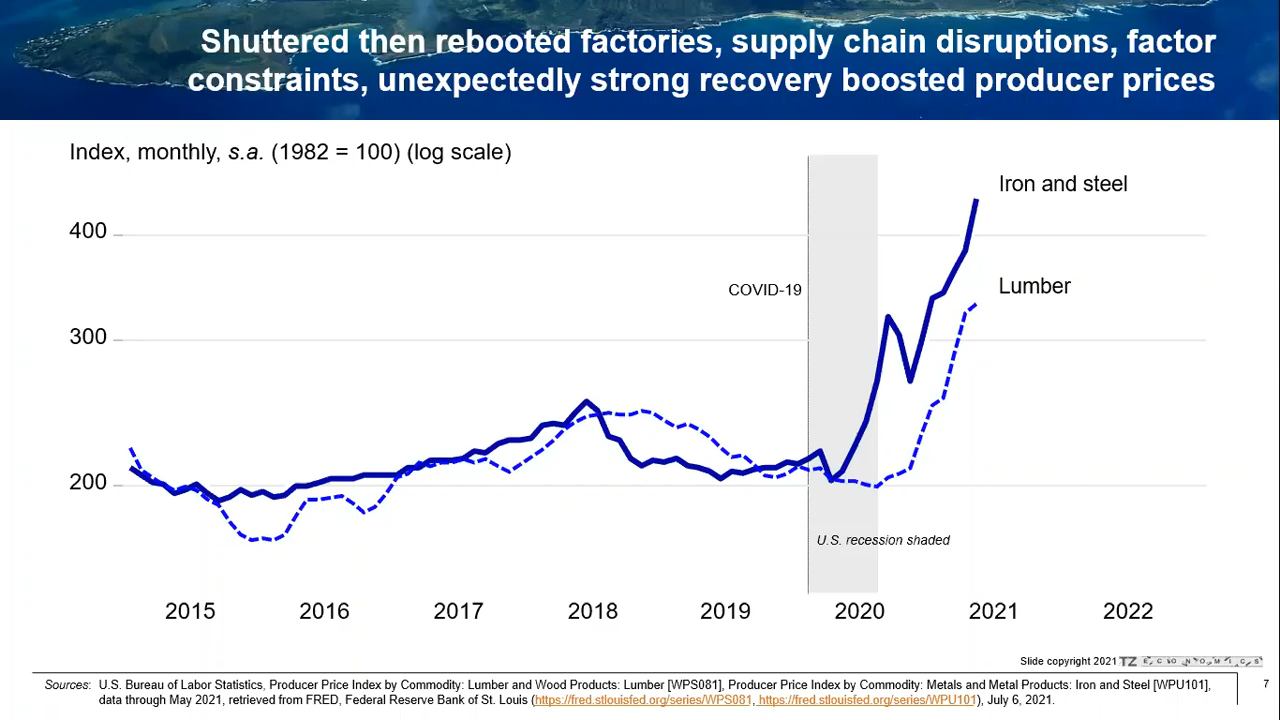 Shuttered then rebooted factories, supply chain disruptions, factor
constraints, unexpectedly strong recovery boosted producer prices
Index, monthly, s.a. (1982 = 100) (log scale)
Iron and steel
400
Lumber
COVID-19
300
200
U.S. recession shaded
2015 2016 2017 2018 2019 2020 2021 2022
Slide copyright 2021 TZ ECONOMICS
Sources: U.S. Bureau of Labor Statistics, Producer Price Index by Commodity: Lumber and Wood Products: Lumber [WPS081], Producer Price Index by Commodity: Metals and Metal Products: Iron and Steel [WPU101],
data through May 2021, retrieved from FRED, Federal Reserve Bank of St. Louis (https://fred.stlouisfed.org/series/WPS081, https://fred.stlouisfed.org/series/WPU101), July 6, 2021.
7